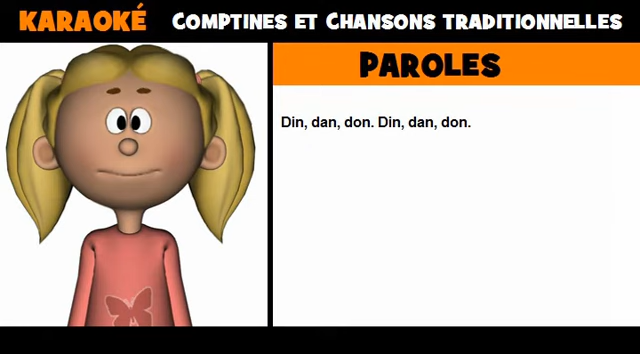 KARAOKÉ COMPTINES ET CHANSONS TRADITIONNELLES
PAROLES
Din, dan, don. Din, dan, don.